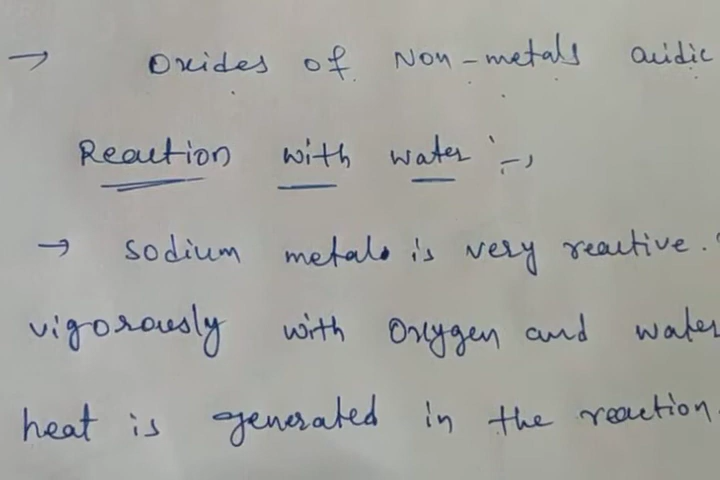 → Oxides of Non-metals acidic
Reaction with water :-,
→ sodium metal is very reactive.
vigorously with Oxygen and water
heat is generated in the reaction.